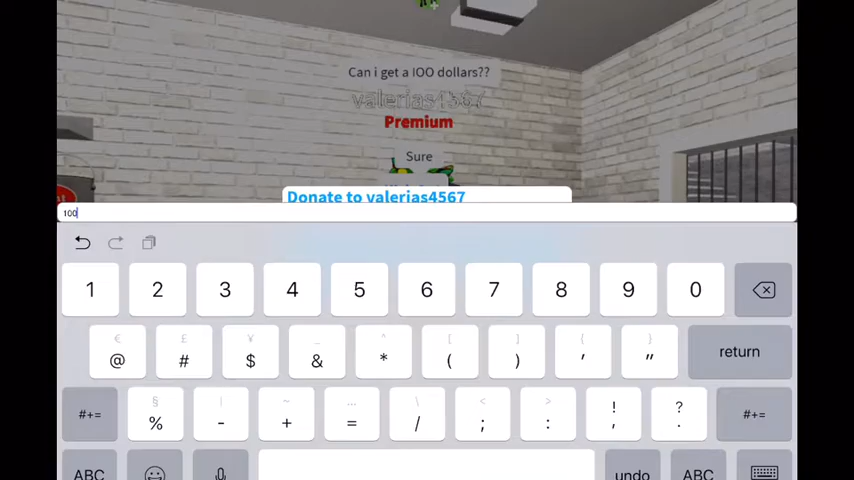 Can i get a IOO dollars??
valerias4567
Premium
Sure
Donate to valerias4567
100
1 2 3 4 5 6 7 8 9 0
€ £ ¥ _ ^ [ ] { }
@ # $ & * ( ) ' " return
§ | ~ … \ < > ! ?
#+= % - + = / ; : , . #+=
ABC undo ABC